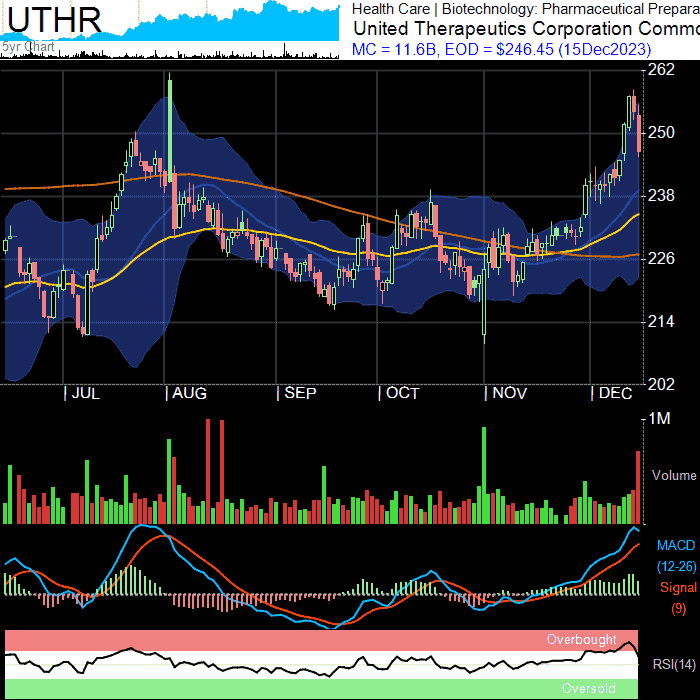 UTHR
5yr Chart
Health Care | Biotechnology: Pharmaceutical Prepara
United Therapeutics Corporation Commo
MC = 11.6B, EOD = $246.45 (15Dec2023)
262
250
238
226
214
202
| JUL | AUG | SEP | OCT | NOV | DEC
1M
Volume
MACD
(12-26)
Signal
(9)
Overbought
RSI(14)
Oversold